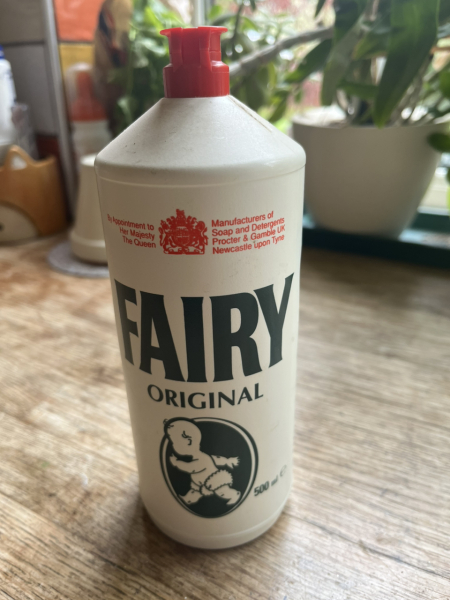 By Appointment to
Her Majesty
The Queen
Manufacturers of
Soap and Detergents
Procter & Gamble UK
Newcastle upon Tyne
FAIRY
ORIGINAL
500 ml e